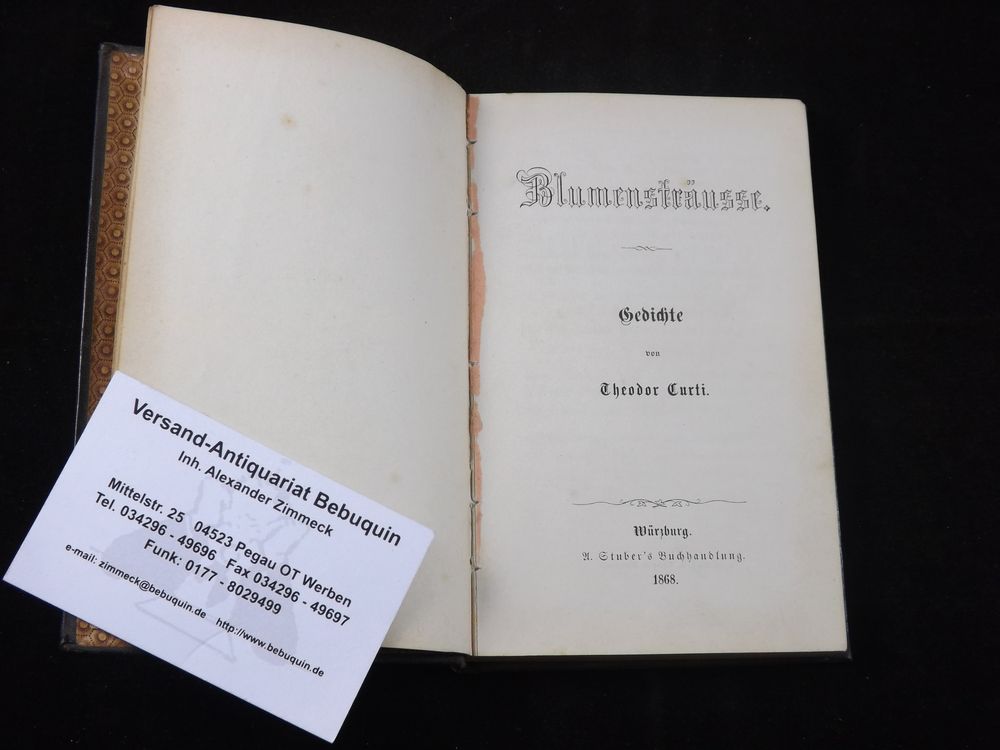 Blumensträusse.
Gedichte
von
Theodor Curti.
Würzburg.
A. Stuber's Buchhandlung.
1868.
Versand-Antiquariat Bebuquin
Inh. Alexander Zimmeck
Mittelstr. 25 04523 Pegau OT Werben
Tel. 034296 - 49696 Fax 034296 - 49697
Funk: 0177 - 8029499
e-mail: zimmeck@bebuquin.de http://www.bebuquin.de